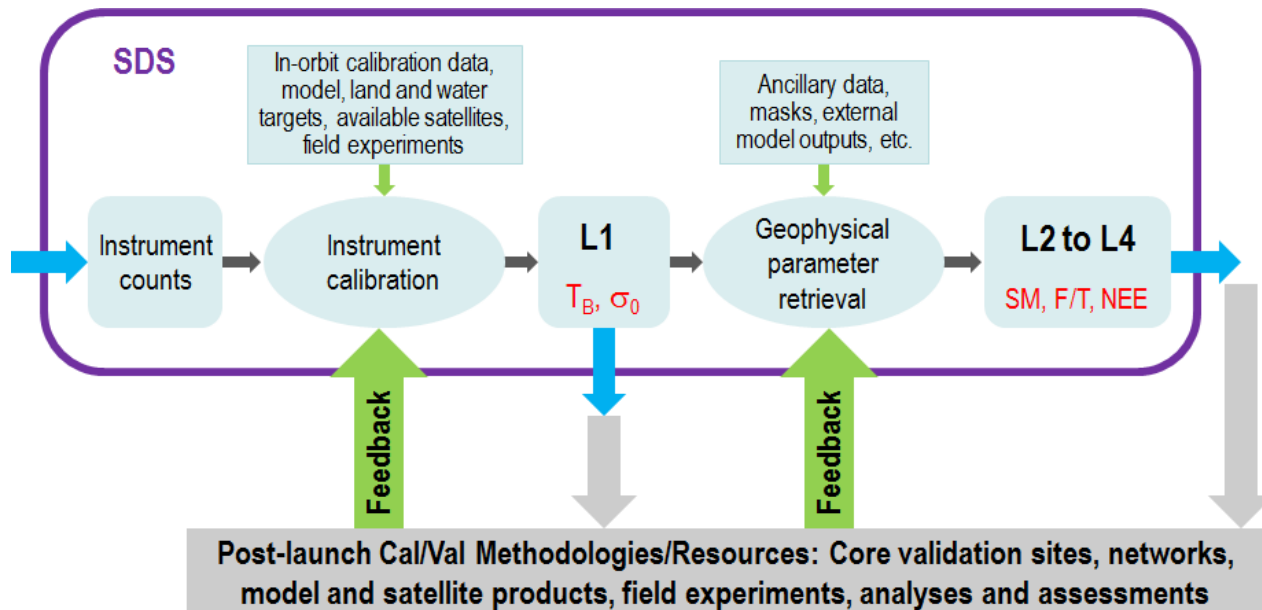 SDS
In-orbit calibration data,
model, land and water
targets, available satellites,
field experiments
Ancillary data,
masks, external
model outputs, etc.
Instrument
counts
Instrument
calibration
L1
T_B, σ_0
Geophysical
parameter
retrieval
L2 to L4
SM, F/T, NEE
Feedback
Feedback
Post-launch Cal/Val Methodologies/Resources: Core validation sites, networks,
model and satellite products, field experiments, analyses and assessments